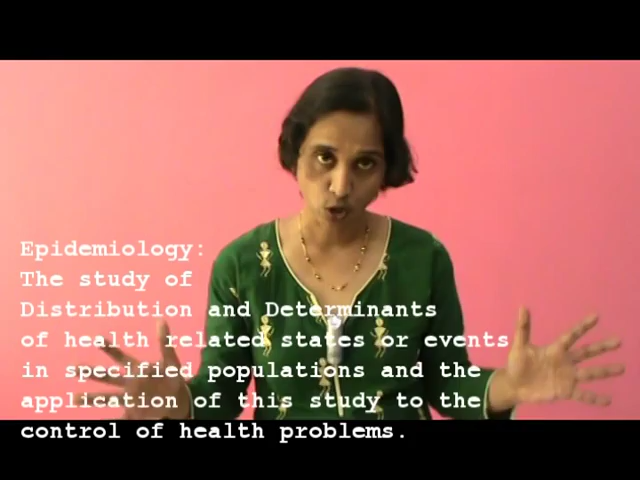 Epidemiology:
The study of
Distribution and Determinants
of health related states or events
in specified populations and the
application of this study to the
control of health problems.